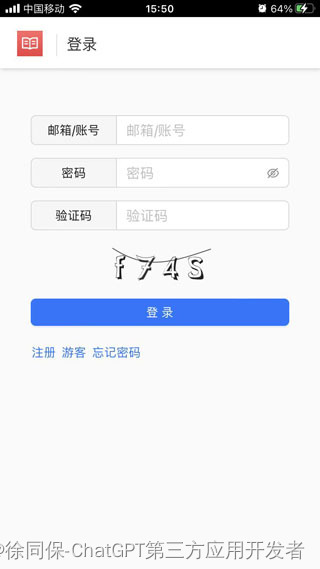 中国移动 15:50 64%
登录
邮箱/账号 邮箱/账号
密码 密码
验证码 验证码
f74S
登 录
注册 游客 忘记密码
@徐同保-ChatGPT第三方应用开发者